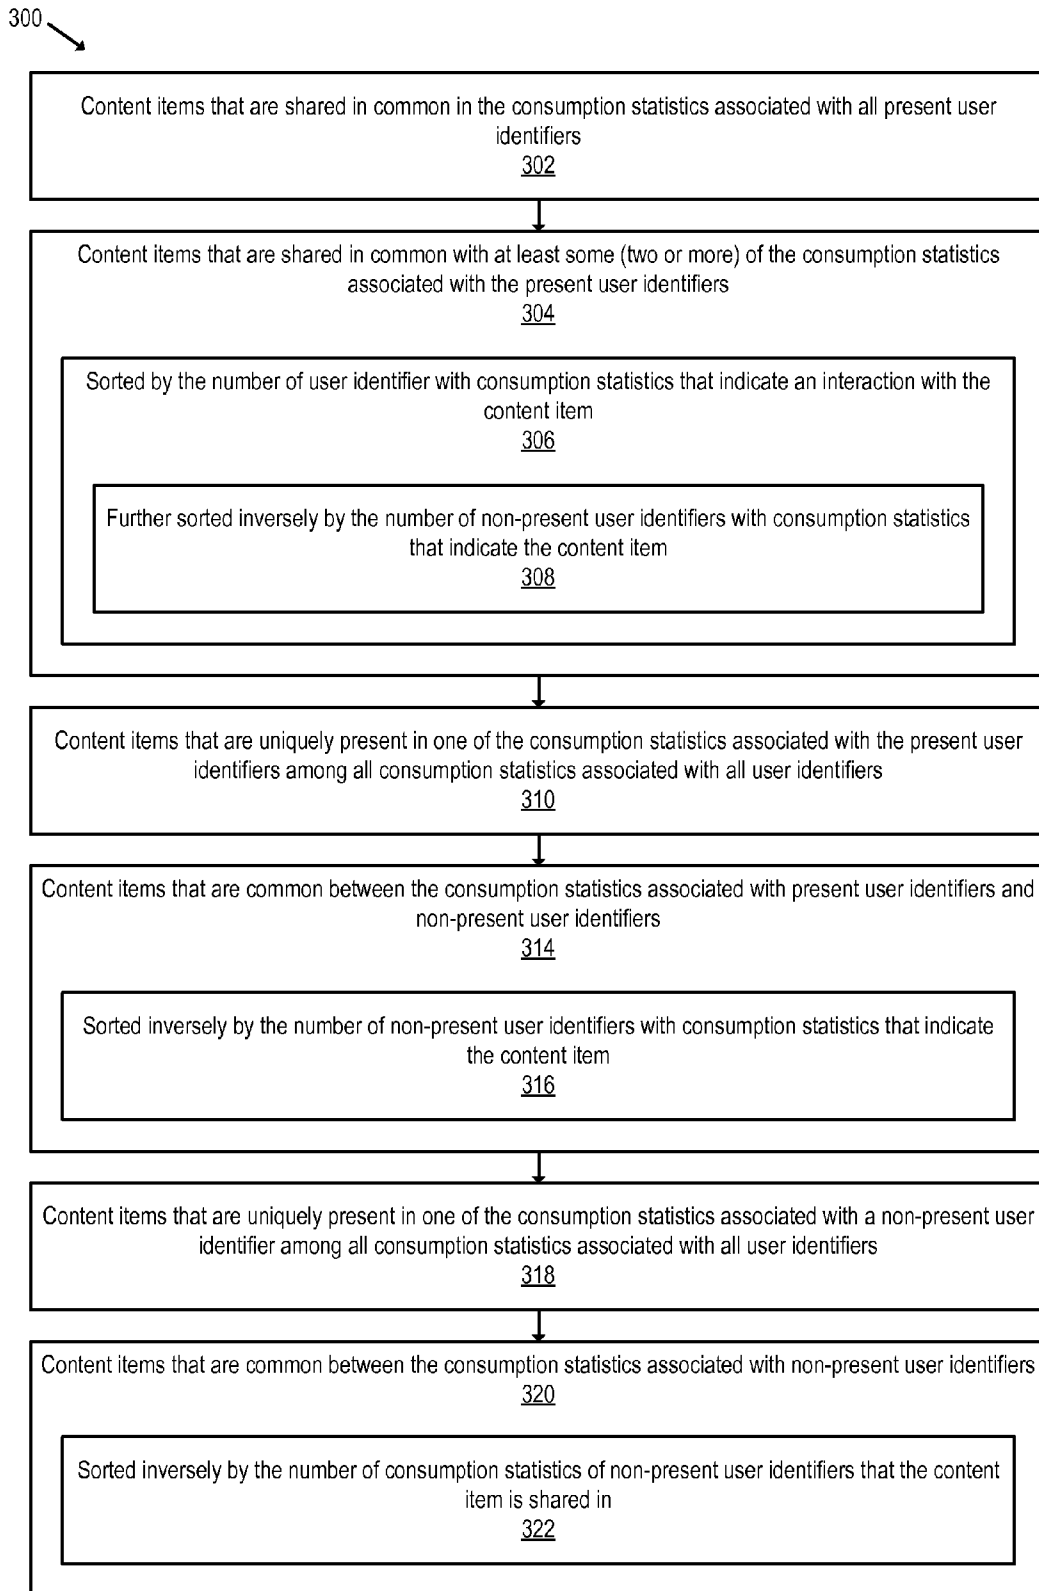 300
Content items that are shared in common in the consumption statistics associated with all present user
identifiers
302
Content items that are shared in common with at least some (two or more) of the consumption statistics
associated with the present user identifiers
304
Sorted by the number of user identifier with consumption statistics that indicate an interaction with the
content item
306
Further sorted inversely by the number of non-present user identifiers with consumption statistics
that indicate the content item
308
Content items that are uniquely present in one of the consumption statistics associated with the present user
identifiers among all consumption statistics associated with all user identifiers
310
Content items that are common between the consumption statistics associated with present user identifiers and
non-present user identifiers
314
Sorted inversely by the number of non-present user identifiers with consumption statistics that indicate
the content item
316
Content items that are uniquely present in one of the consumption statistics associated with a non-present user
identifier among all consumption statistics associated with all user identifiers
318
Content items that are common between the consumption statistics associated with non-present user identifiers
320
Sorted inversely by the number of consumption statistics of non-present user identifiers that the content
item is shared in
322